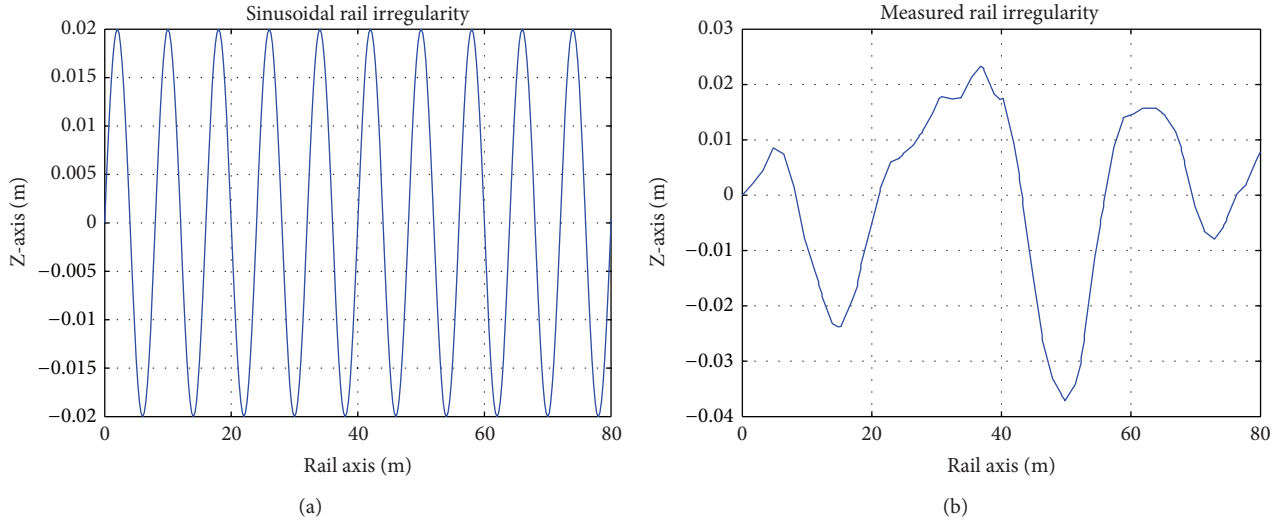 Sinusoidal rail irregularity
0.02
0.015
0.01
0.005
0
−0.005
−0.01
−0.015
−0.02
Z-axis (m)
0 20 40 60 80
Rail axis (m)
(a)
Measured rail irregularity
0.03
0.02
0.01
0
−0.01
−0.02
−0.03
−0.04
Z-axis (m)
0 20 40 60 80
Rail axis (m)
(b)